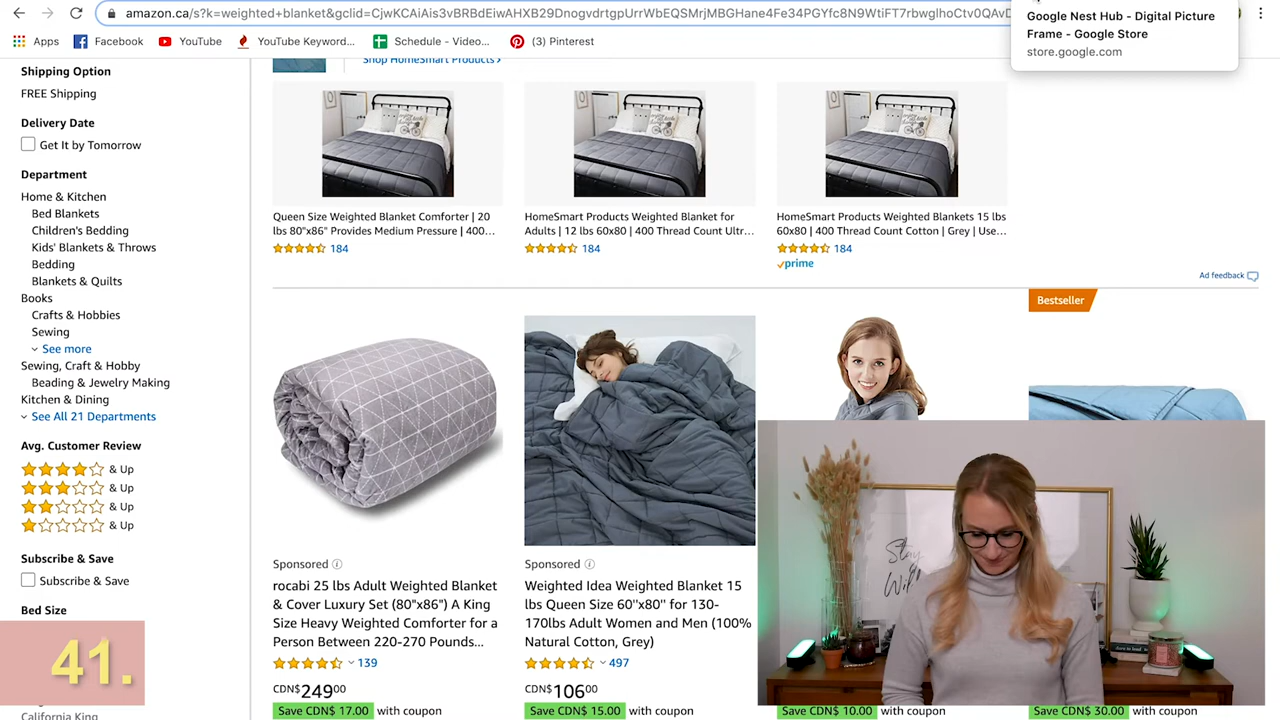 amazon.ca/s?k=weighted+blanket&gclid=CjwKCAiAis3vBRBdEiwAHXB29DnogvdrtgpUrrWbEQSMrjMBGHane4Fe34PGYfc8N9WtiFT7rbwglhoCtv0QAvD
Google Nest Hub - Digital Picture
Frame - Google Store
store.google.com
Apps
Facebook
YouTube
YouTube Keyword...
Schedule - Video...
(3) Pinterest
Shipping Option
FREE Shipping
Delivery Date
Get It by Tomorrow
Department
Home & Kitchen
Bed Blankets
Children's Bedding
Kids' Blankets & Throws
Bedding
Blankets & Quilts
Books
Crafts & Hobbies
Sewing
See more
Sewing, Craft & Hobby
Beading & Jewelry Making
Kitchen & Dining
See All 21 Departments
Avg. Customer Review
& Up
& Up
& Up
& Up
Subscribe & Save
Subscribe & Save
Bed Size
41.
California King
Shop HomeSmart Products ›
Queen Size Weighted Blanket Comforter | 20
lbs 80"x86" Provides Medium Pressure | 400...
184
HomeSmart Products Weighted Blanket for
Adults | 12 lbs 60x80 | 400 Thread Count Ultr...
184
HomeSmart Products Weighted Blankets 15 lbs
60x80 | 400 Thread Count Cotton | Grey | Use...
184
prime
Ad feedback
Bestseller
Sponsored
rocabi 25 lbs Adult Weighted Blanket
& Cover Luxury Set (80"x86") A King
Size Heavy Weighted Comforter for a
Person Between 220-270 Pounds...
139
CDN$ 249 00
Save CDN$ 17.00 with coupon
Sponsored
Weighted Idea Weighted Blanket 15
lbs Queen Size 60''x80'' for 130-
170lbs Adult Women and Men (100%
Natural Cotton, Grey)
497
CDN$ 106 00
Save CDN$ 15.00 with coupon
Stay
Save CDN$ 10.00 with coupon
Save CDN$ 30.00 with coupon